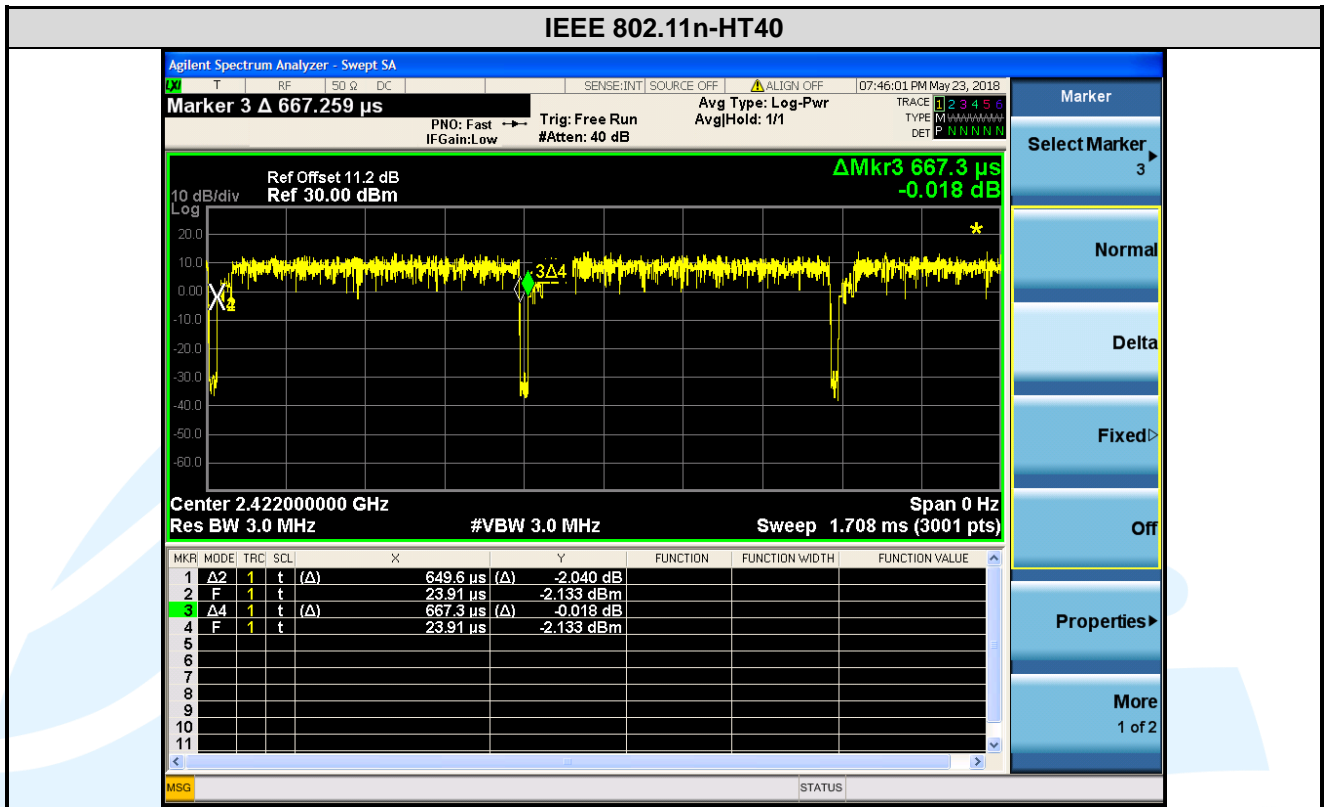 IEEE 802.11n-HT40
Agilent Spectrum Analyzer - Swept SA
LXI T RF 50 Ω DC SENSE:INT SOURCE OFF ALIGN OFF 07:46:01 PM May 23, 2018
Marker 3 Δ 667.259 µs
PNO: Fast
IFGain:Low
Trig: Free Run
#Atten: 40 dB
Avg Type: Log-Pwr
Avg|Hold: 1/1
TRACE 1 2 3 4 5 6
TYPE M
DET P N N N N N
Ref Offset 11.2 dB
10 dB/div Ref 30.00 dBm
Log
ΔMkr3 667.3 µs
-0.018 dB
20.0
10.0
0.00
-10.0
-20.0
-30.0
-40.0
-50.0
-60.0
3Δ4
*
Center 2.422000000 GHz Span 0 Hz
Res BW 3.0 MHz #VBW 3.0 MHz Sweep 1.708 ms (3001 pts)
MKR MODE TRC SCL X Y FUNCTION FUNCTION WIDTH FUNCTION VALUE
1 Δ2 1 t (Δ) 649.6 µs (Δ) -2.040 dB
2 F 1 t 23.91 µs -2.133 dBm
3 Δ4 1 t (Δ) 667.3 µs (Δ) -0.018 dB
4 F 1 t 23.91 µs -2.133 dBm
5
6
7
8
9
10
11
MSG STATUS
Marker
Select Marker
3
Normal
Delta
Fixed
Off
Properties
More
1 of 2